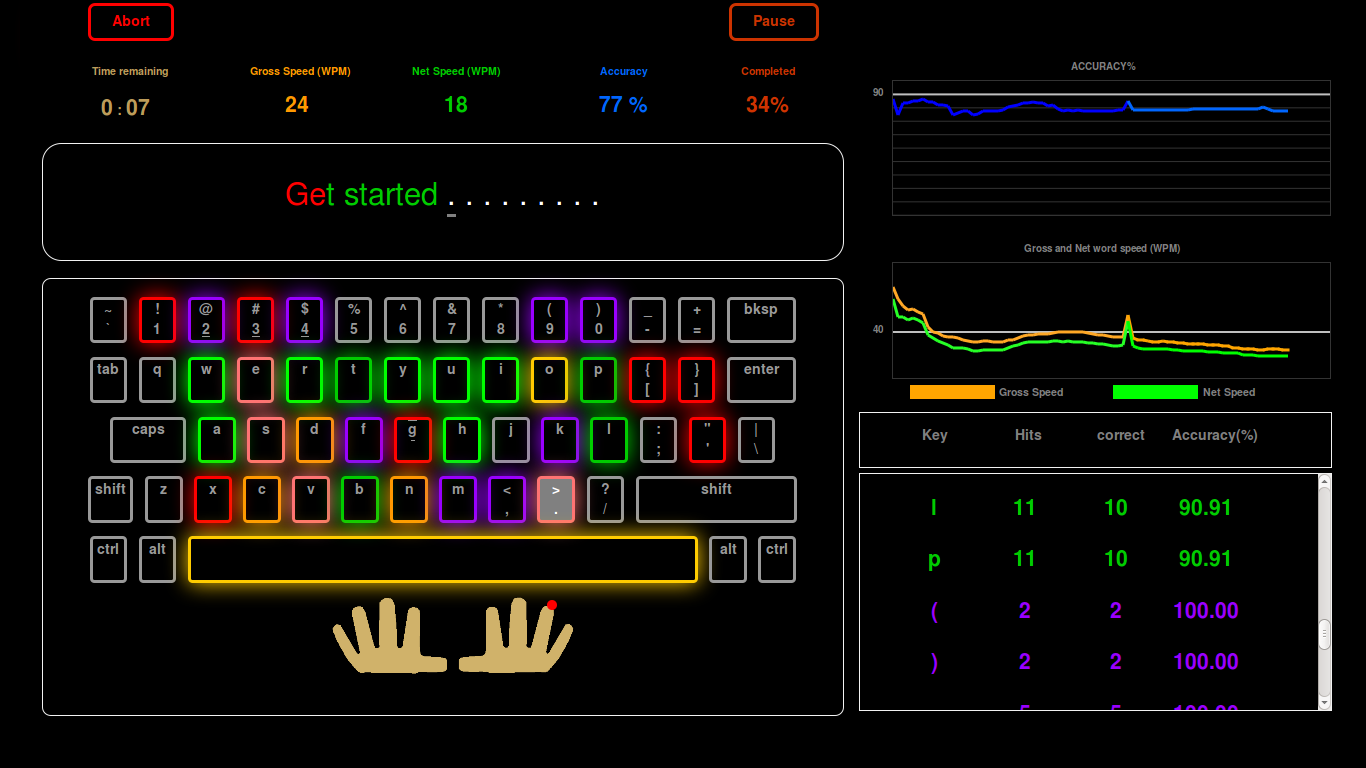 Abort
Pause
Time remaining
Gross Speed (WPM)
Net Speed (WPM)
Accuracy
Completed
0 : 07
24
18
77 %
34%
Get started . . . . . . . . .
~ ! @ # $ % ^ & * ( ) _ + bksp
` 1 2 3 4 5 6 7 8 9 0 - =
tab q w e r t y u i o p { } enter
[ ]
caps a s d f g h j k l : " |
; ' \
shift z x c v b n m < > ? shift
, . /
ctrl alt alt ctrl
ACCURACY%
90
Gross and Net word speed (WPM)
40
Gross Speed Net Speed
Key Hits correct Accuracy(%)
l 11 10 90.91
p 11 10 90.91
( 2 2 100.00
) 2 2 100.00